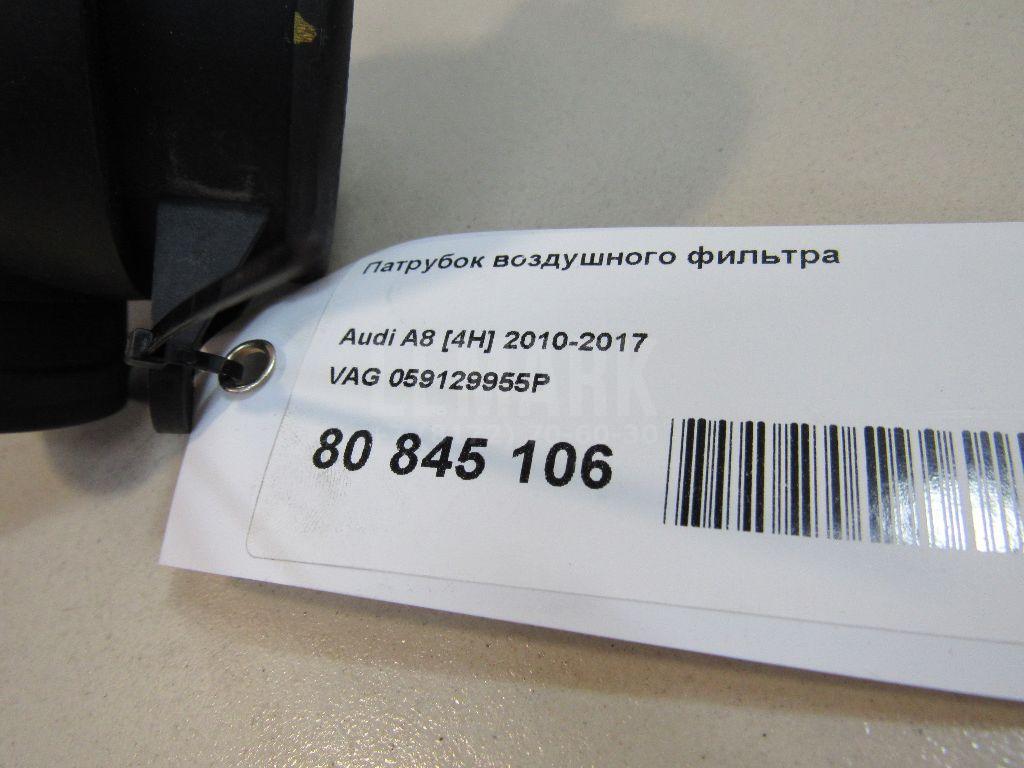 Патрубок воздушного фильтра
Audi A8 [4H] 2010-2017
VAG 059129955P
80 845 106